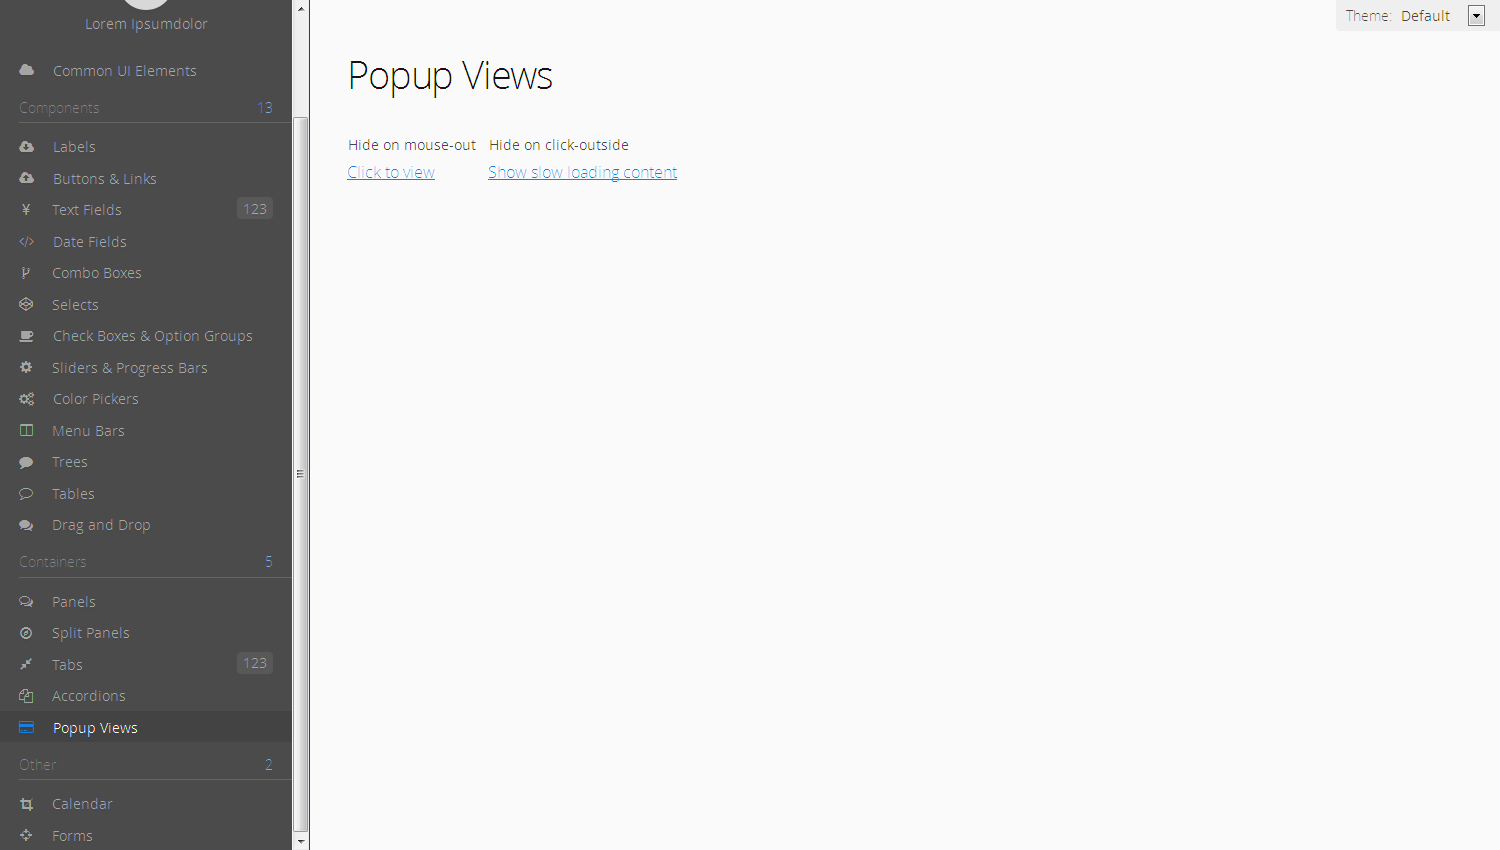 Lorem Ipsumdolor
Common UI Elements
Components 13
Labels
Buttons & Links
Text Fields 123
Date Fields
Combo Boxes
Selects
Check Boxes & Option Groups
Sliders & Progress Bars
Color Pickers
Menu Bars
Trees
Tables
Drag and Drop
Containers 5
Panels
Split Panels
Tabs 123
Accordions
Popup Views
Other 2
Calendar
Forms
Theme: Default
Popup Views
Hide on mouse-out Hide on click-outside
Click to view Show slow loading content